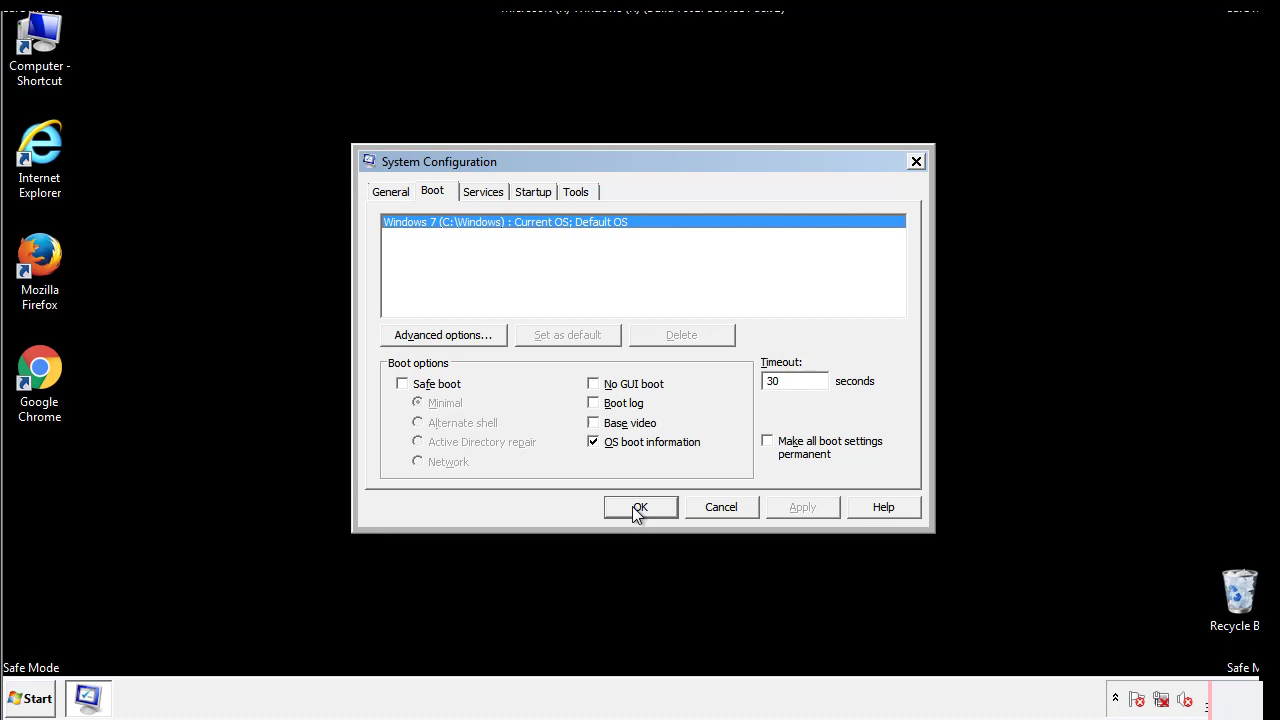 Computer -
Shortcut
Internet
Explorer
Mozilla
Firefox
Google
Chrome
System Configuration
General Boot Services Startup Tools
Windows 7 (C:\Windows) : Current OS; Default OS
Advanced options... Set as default Delete
Boot options
Timeout:
30 seconds
Safe boot
Minimal
Alternate shell
Active Directory repair
Network
No GUI boot
Boot log
Base video
OS boot information
Make all boot settings
permanent
OK Cancel Apply Help
Recycle B
Safe Mode
Safe M
Start